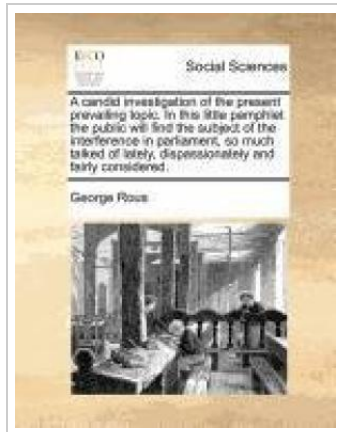 ECCO
Social Sciences
A candid investigation of the present
prevailing topic. In this little pamphlet
the public will find the subject of the
interference in parliament, so much
talked of lately, dispassionately and
fairly considered.
George Rous